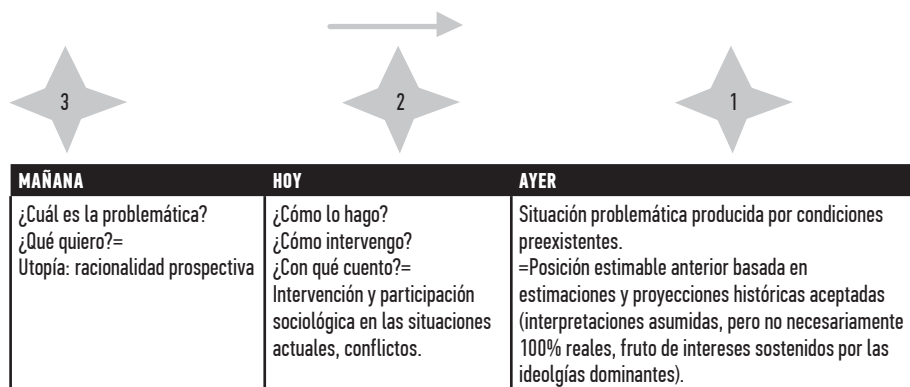 3
2
1
MAÑANA
HOY
AYER
¿Cuál es la problemática?
¿Qué quiero?=
Utopía: racionalidad prospectiva
¿Cómo lo hago?
¿Cómo intervengo?
¿Con qué cuento?=
Intervención y participación
sociológica en las situaciones
actuales, conflictos.
Situación problemática producida por condiciones
preexistentes.
=Posición estimable anterior basada en
estimaciones y proyecciones históricas aceptadas
(interpretaciones asumidas, pero no necesariamente
100% reales, fruto de intereses sostenidos por las
ideolgías dominantes).